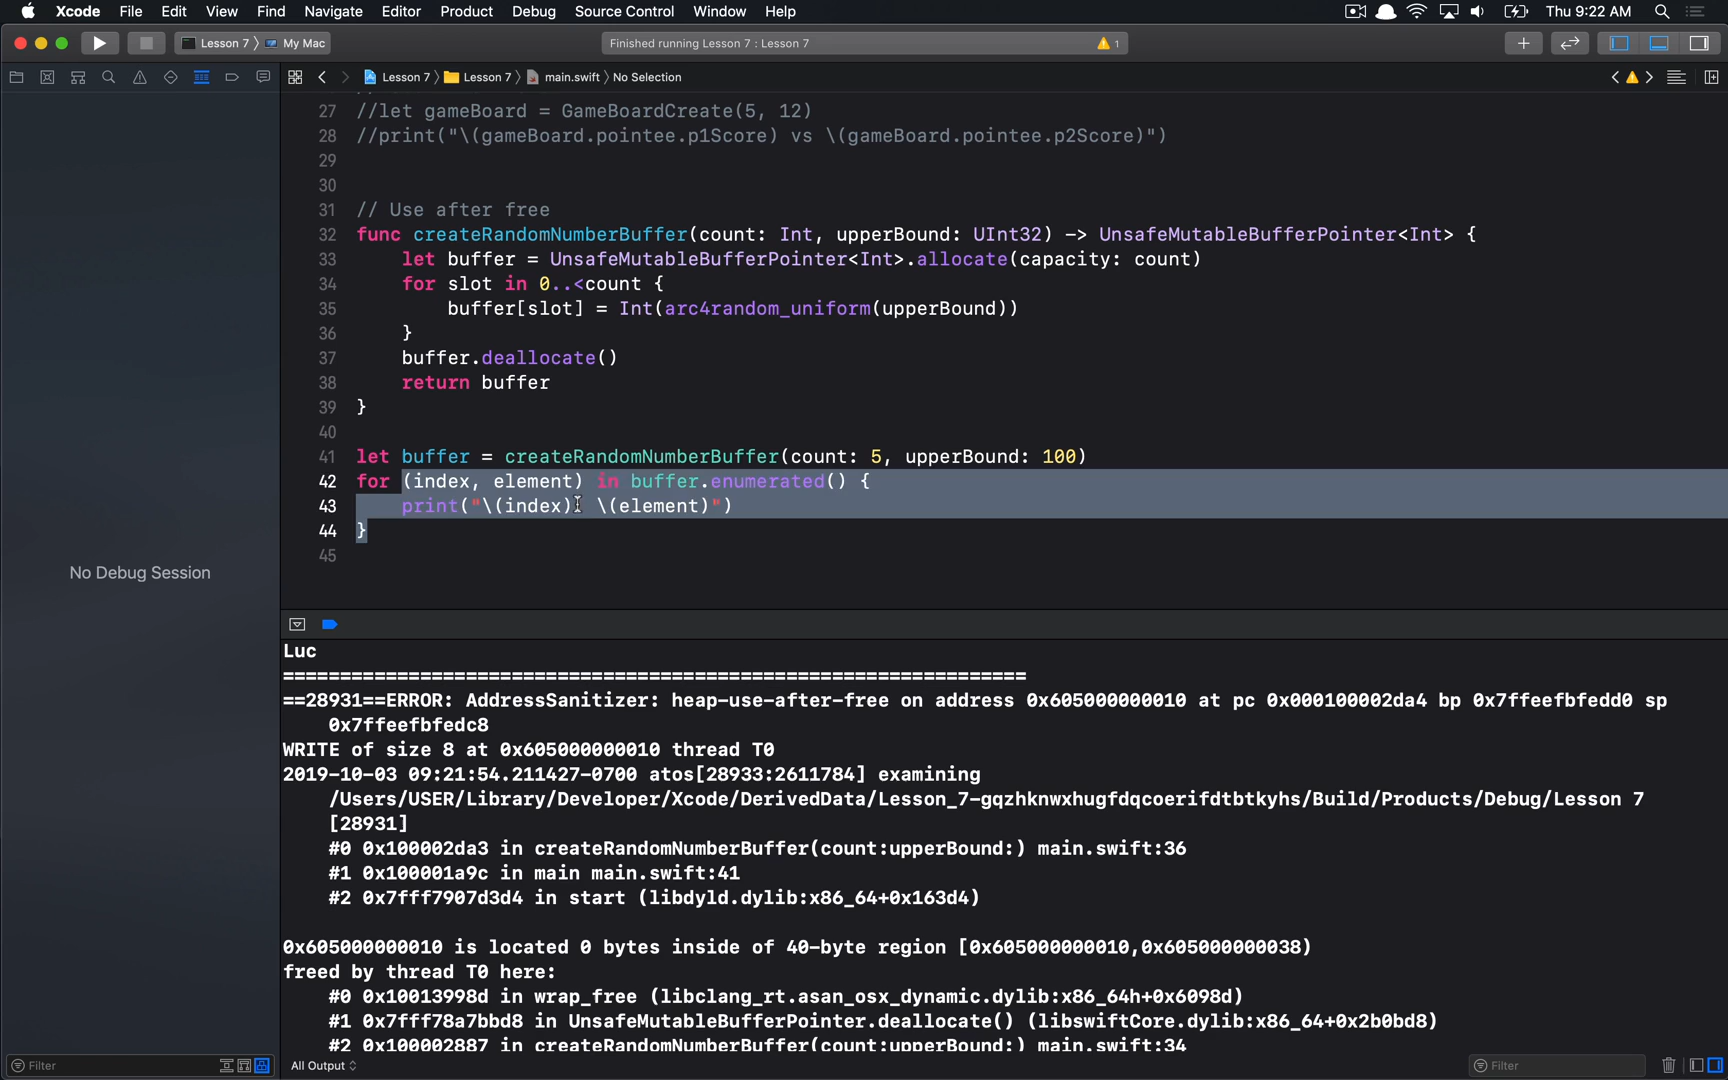 Xcode File Edit View Find Navigate Editor Product Debug Source Control Window Help Thu 9:22 AM
Lesson 7 My Mac Finished running Lesson 7 : Lesson 7 1
Lesson 7 Lesson 7 main.swift No Selection
27 //let gameBoard = GameBoardCreate(5, 12)
28 //print("\(gameBoard.pointee.p1Score) vs \(gameBoard.pointee.p2Score)")
29
30
31 // Use after free
32 func createRandomNumberBuffer(count: Int, upperBound: UInt32) -> UnsafeMutableBufferPointer<Int> {
33 let buffer = UnsafeMutableBufferPointer<Int>.allocate(capacity: count)
34 for slot in 0..<count {
35 buffer[slot] = Int(arc4random_uniform(upperBound))
36 }
37 buffer.deallocate()
38 return buffer
39 }
40
41 let buffer = createRandomNumberBuffer(count: 5, upperBound: 100)
42 for (index, element) in buffer.enumerated() {
43 print("\(index): \(element)")
44 }
45
No Debug Session
Luc
=================================================================
==28931==ERROR: AddressSanitizer: heap-use-after-free on address 0x605000000010 at pc 0x000100002da4 bp 0x7ffeefbfedd0 sp
0x7ffeefbfedc8
WRITE of size 8 at 0x605000000010 thread T0
2019-10-03 09:21:54.211427-0700 atos[28933:2611784] examining
/Users/USER/Library/Developer/Xcode/DerivedData/Lesson_7-gqzhknwxhugfdqcoerifdtbtkyhs/Build/Products/Debug/Lesson 7
[28931]
#0 0x100002da3 in createRandomNumberBuffer(count:upperBound:) main.swift:36
#1 0x100001a9c in main main.swift:41
#2 0x7fff7907d3d4 in start (libdyld.dylib:x86_64+0x163d4)
0x605000000010 is located 0 bytes inside of 40-byte region [0x605000000010,0x605000000038)
freed by thread T0 here:
#0 0x10013998d in wrap_free (libclang_rt.asan_osx_dynamic.dylib:x86_64h+0x6098d)
#1 0x7fff78a7bbd8 in UnsafeMutableBufferPointer.deallocate() (libswiftCore.dylib:x86_64+0x2b0bd8)
#2 0x100002887 in createRandomNumberBuffer(count:upperBound:) main.swift:34
Filter All Output Filter